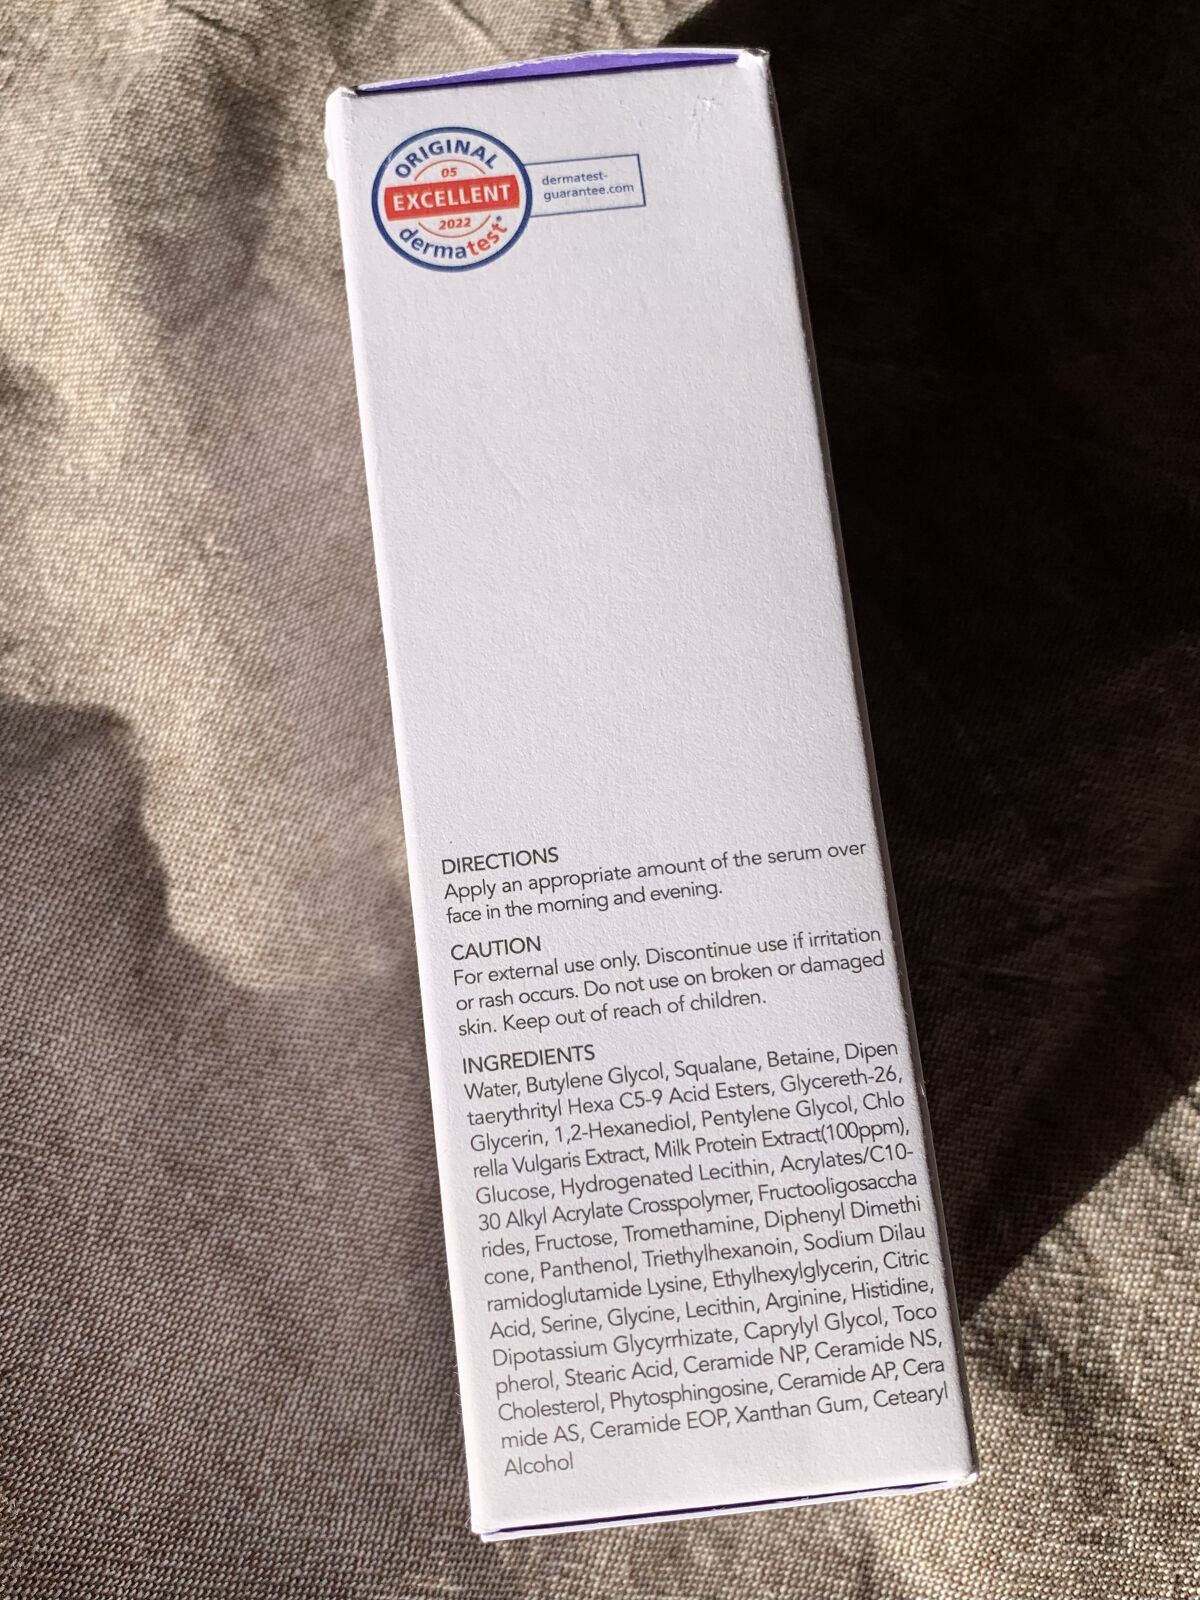 ORIGINAL
05
EXCELLENT
2022
dermatest®
dermatest-
guarantee.com
DIRECTIONS
Apply an appropriate amount of the serum over
face in the morning and evening.
CAUTION
For external use only. Discontinue use if irritation
or rash occurs. Do not use on broken or damaged
skin. Keep out of reach of children.
INGREDIENTS
Water, Butylene Glycol, Squalane, Betaine, Dipen
taerythrityl Hexa C5-9 Acid Esters, Glycereth-26,
Glycerin, 1,2-Hexanediol, Pentylene Glycol, Chlo
rella Vulgaris Extract, Milk Protein Extract(100ppm),
Glucose, Hydrogenated Lecithin, Acrylates/C10-
30 Alkyl Acrylate Crosspolymer, Fructooligosaccha
rides, Fructose, Tromethamine, Diphenyl Dimethi
cone, Panthenol, Triethylhexanoin, Sodium Dilau
ramidoglutamide Lysine, Ethylhexylglycerin, Citric
Acid, Serine, Glycine, Lecithin, Arginine, Histidine,
Dipotassium Glycyrrhizate, Caprylyl Glycol, Toco
pherol, Stearic Acid, Ceramide NP, Ceramide NS,
Cholesterol, Phytosphingosine, Ceramide AP, Cera
mide AS, Ceramide EOP, Xanthan Gum, Cetearyl
Alcohol